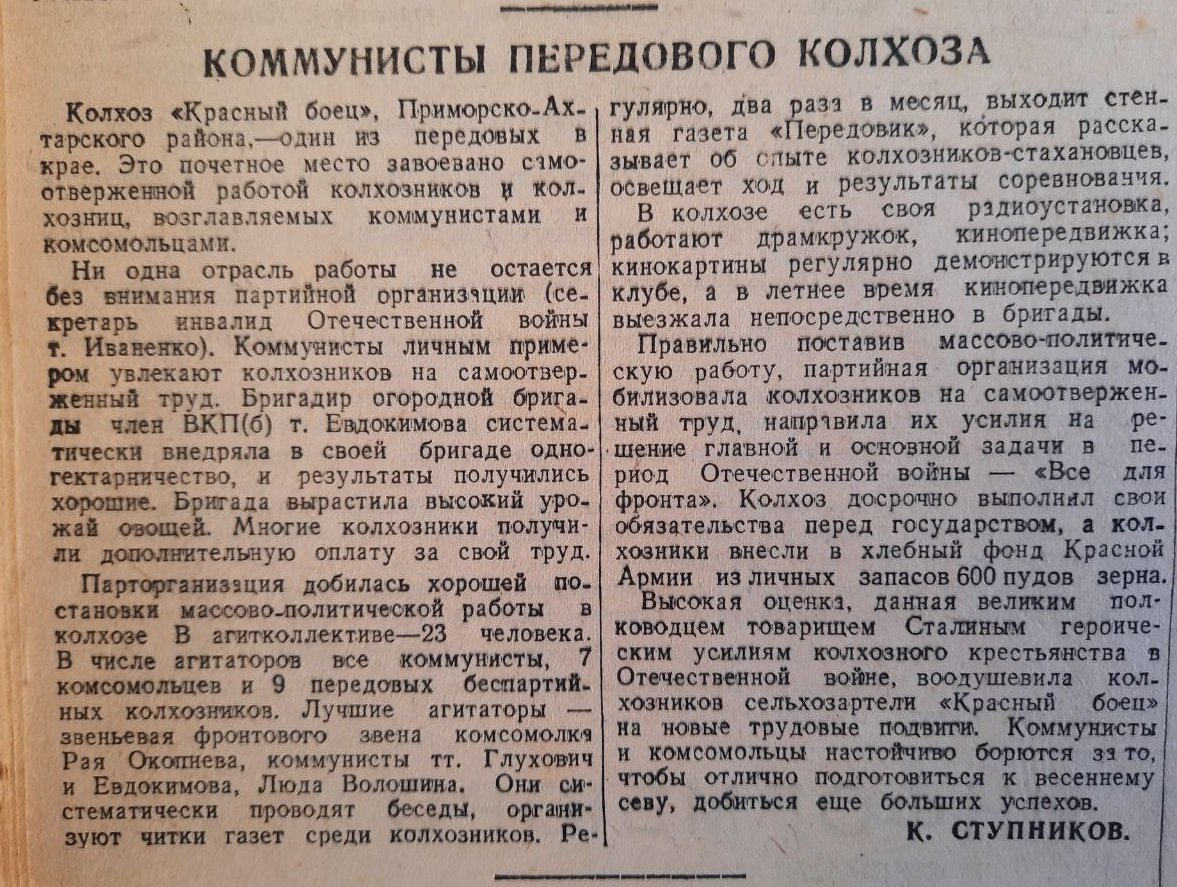 КОММУНИСТЫ ПЕРЕДОВОГО КОЛХОЗА
Колхоз «Красный боец», Приморско-Ах-
тарского района,—один из передовых в
крае. Это почетное место завоевано само-
отверженной работой колхозников и кол-
хозниц, возглавляемых коммунистами и
комсомольцами.
Ни одна отрасль работы не остается
без внимания партийной организации (се-
кретарь инвалид Отечественной войны
т. Иваненко). Коммунисты личным приме-
ром увлекают колхозников на самоотвер-
женный труд. Бригадир огородной брига-
ды член ВКП(б) т. Евдокимова система-
тически внедряла в своей бригаде одно-
гектарничество, и результаты получились
хорошие. Бригада вырастила высокий уро-
жай овощей. Многие колхозники получи-
ли дополнительную оплату за свой труд.
Парторганизация добилась хорошей по-
становки массово-политической работы в
колхозе В агитколлективе—23 человека.
В числе агитаторов все коммунисты, 7
комсомольцев и 9 передовых беспартий-
ных колхозников. Лучшие агитаторы —
звеньевая фронтового звена комсомолка
Рая Окопнева, коммунисты тт. Глухович
и Евдокимова, Люда Волошина. Они си-
стематически проводят беседы, органи-
зуют читки газет среди колхозников. Ре-
гулярно, два раза в месяц, выходит стен-
ная газета «Передовик», которая расска-
зывает об опыте колхозников-стахановцев,
освещает ход и результаты соревнования.
В колхозе есть своя радиоустановка,
работают драмкружок, кинопередвижка;
кинокартины регулярно демонстрируются в
клубе, а в летнее время кинопередвижка
выезжала непосредственно в бригады.
Правильно поставив массово-политиче-
скую работу, партийная организация мо-
билизовала колхозников на самоотвержен-
ный труд, направила их усилия на ре-
шение главной и основной задачи в пе-
риод Отечественной войны — «Все для
фронта». Колхоз досрочно выполнил свои
обязательства перед государством, а кол-
хозники внесли в хлебный фонд Красной
Армии из личных запасов 600 пудов зерна.
Высокая оценка, данная великим пол-
ководцем товарищем Сталиным героиче-
ским усилиям колхозного крестьянства в
Отечественной войне, воодушевила кол-
хозников сельхозартели «Красный боец»
на новые трудовые подвиги. Коммунисты
и комсомольцы настойчиво борются за то,
чтобы отлично подготовиться к весеннему
севу, добиться еще больших успехов.
К. СТУПНИКОВ.